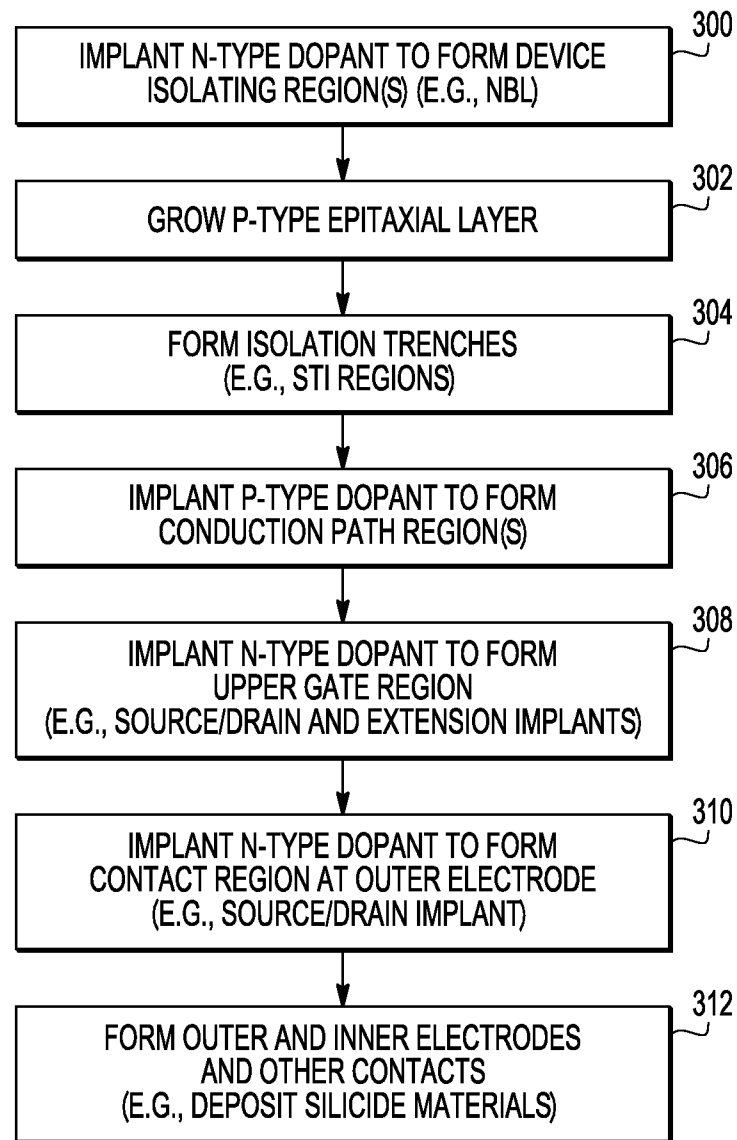 300
IMPLANT N-TYPE DOPANT TO FORM DEVICE
ISOLATING REGION(S) (E.G., NBL)
302
GROW P-TYPE EPITAXIAL LAYER
304
FORM ISOLATION TRENCHES
(E.G., STI REGIONS)
306
IMPLANT P-TYPE DOPANT TO FORM
CONDUCTION PATH REGION(S)
308
IMPLANT N-TYPE DOPANT TO FORM
UPPER GATE REGION
(E.G., SOURCE/DRAIN AND EXTENSION IMPLANTS)
310
IMPLANT N-TYPE DOPANT TO FORM
CONTACT REGION AT OUTER ELECTRODE
(E.G., SOURCE/DRAIN IMPLANT)
312
FORM OUTER AND INNER ELECTRODES
AND OTHER CONTACTS
(E.G., DEPOSIT SILICIDE MATERIALS)